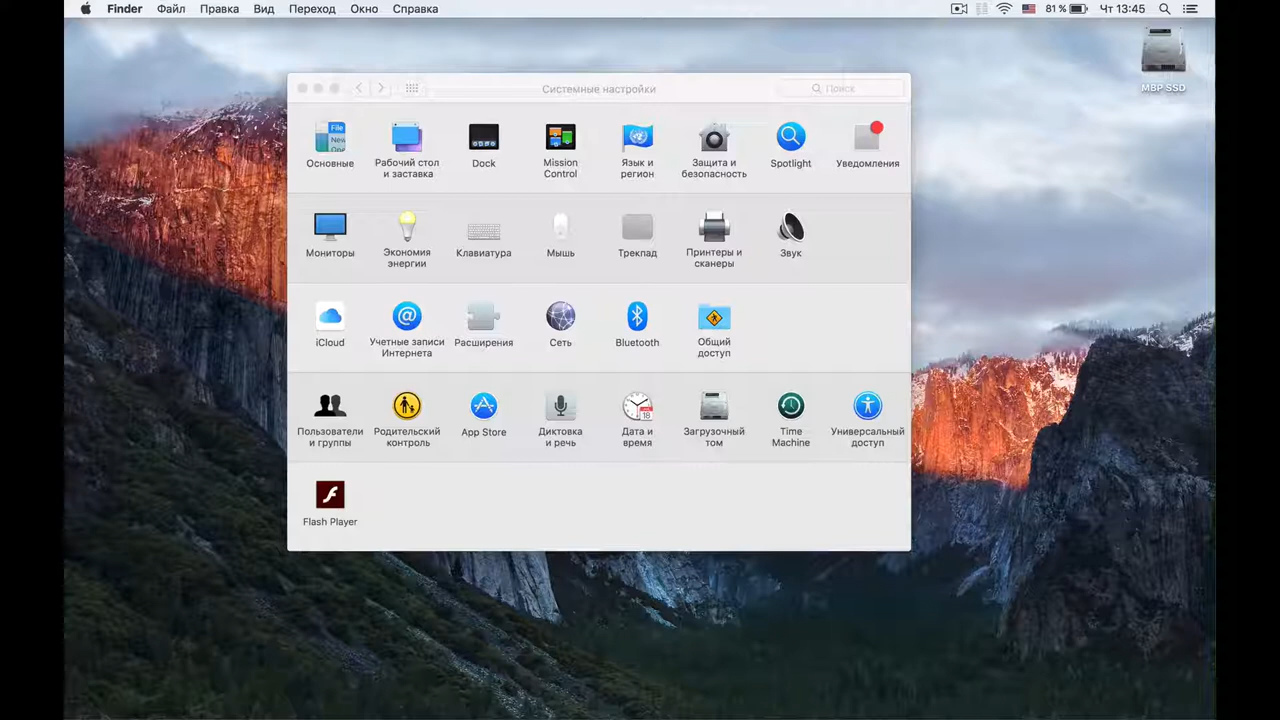 Finder Файл Правка Вид Переход Окно Справка 81 % Чт 13:45
MBP SSD
Системные настройки Поиск
Основные Рабочий стол и заставка Dock Mission Control Язык и регион Защита и безопасность Spotlight Уведомления
Мониторы Экономия энергии Клавиатура Мышь Трекпад Принтеры и сканеры Звук
iCloud Учетные записи Интернета Расширения Сеть Bluetooth Общий доступ
Пользователи и группы Родительский контроль App Store Диктовка и речь Дата и время Загрузочный том Time Machine Универсальный доступ
Flash Player